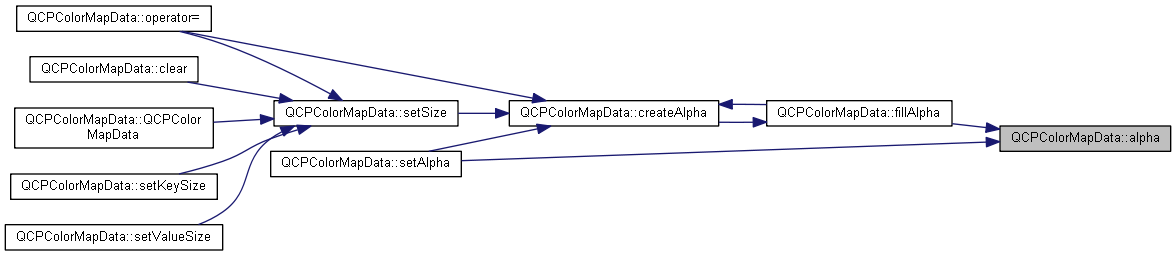 QCPColorMapData::operator=
QCPColorMapData::clear
QCPColorMapData::QCPColor
MapData
QCPColorMapData::setKeySize
QCPColorMapData::setValueSize
QCPColorMapData::setSize
QCPColorMapData::setAlpha
QCPColorMapData::createAlpha
QCPColorMapData::fillAlpha
QCPColorMapData::alpha